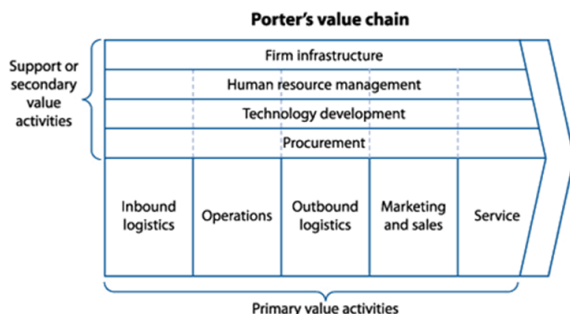 Porter's value chain
Support or
secondary
value
activities
Firm infrastructure
Human resource management
Technology development
Procurement
Inbound
logistics
Operations
Outbound
logistics
Marketing
and sales
Service
Primary value activities